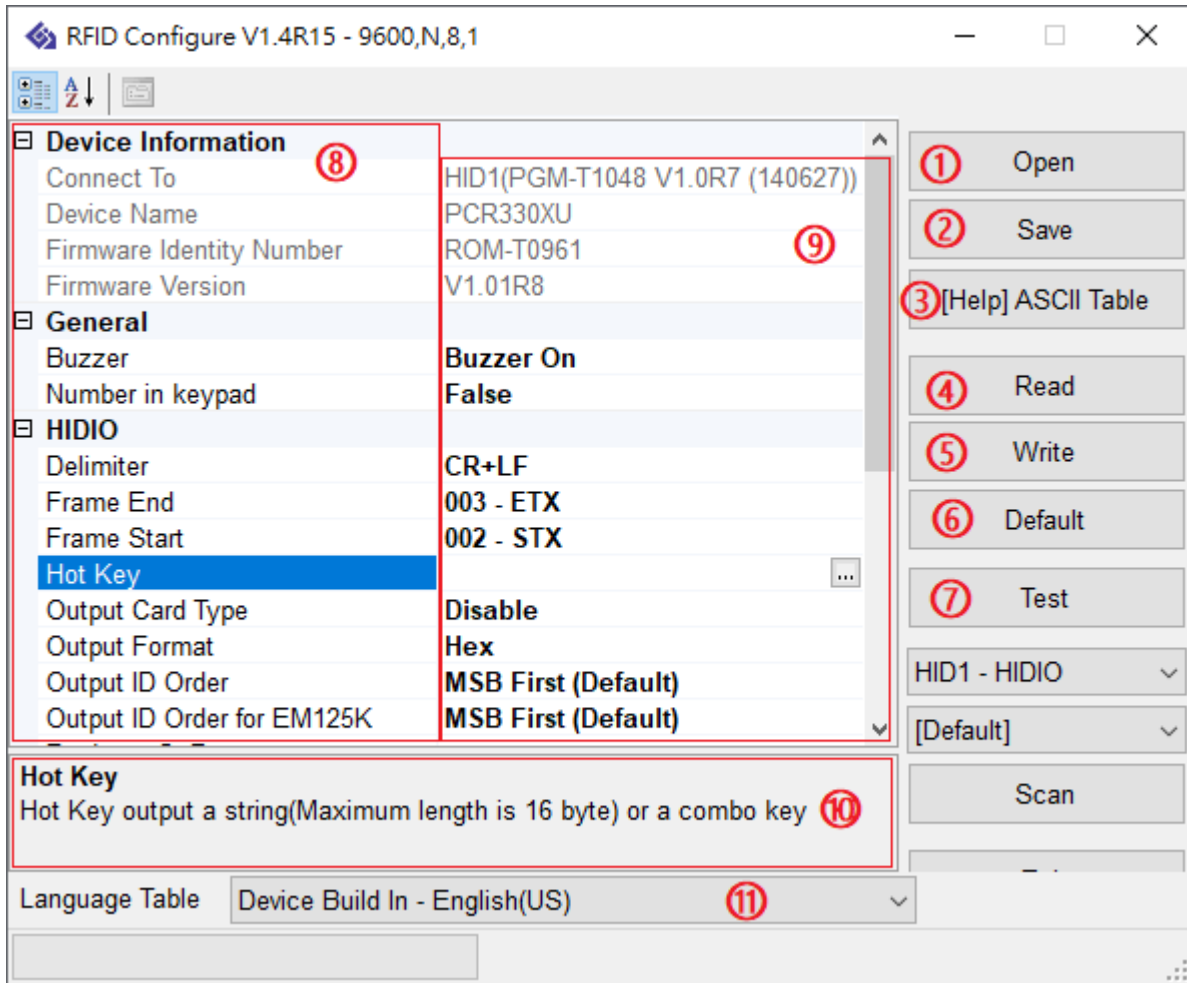 RFID Configure V1.4R15 - 9600,N,8,1
Device Information ⑧
Connect To HID1(PGM-T1048 V1.0R7 (140627))
Device Name PCR330XU
Firmware Identity Number ROM-T0961 ⑨
Firmware Version V1.01R8
General
Buzzer Buzzer On
Number in keypad False
HIDIO
Delimiter CR+LF
Frame End 003 - ETX
Frame Start 002 - STX
Hot Key ...
Output Card Type Disable
Output Format Hex
Output ID Order MSB First (Default)
Output ID Order for EM125K MSB First (Default)
① Open
② Save
③ [Help] ASCII Table
④ Read
⑤ Write
⑥ Default
⑦ Test
HID1 - HIDIO
[Default]
Scan
Hot Key
Hot Key output a string(Maximum length is 16 byte) or a combo key ⑩
Language Table Device Build In - English(US) ⑪